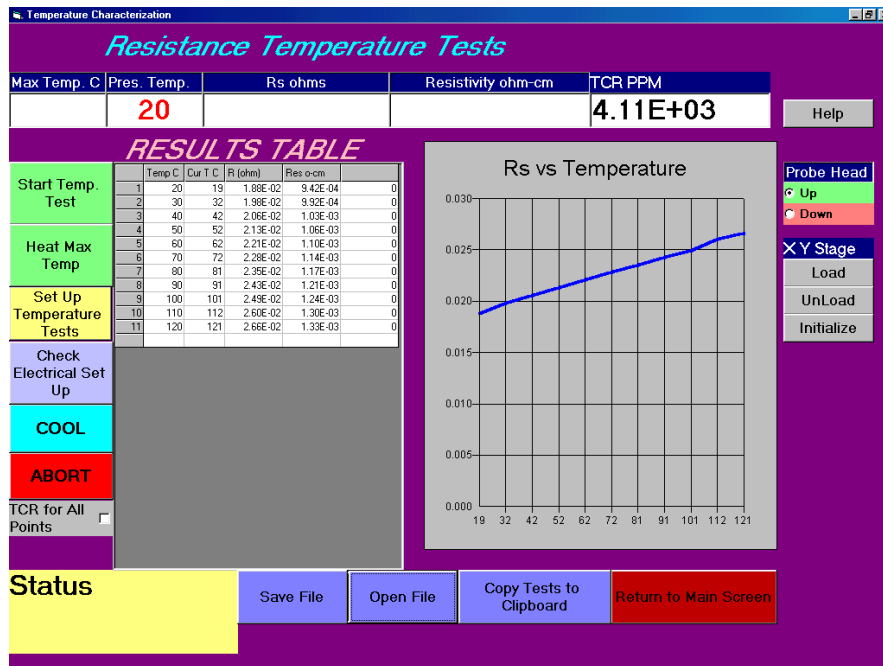 Temperature Characterization
Resistance Temperature Tests
Max Temp. C Pres. Temp. Rs ohms Resistivity ohm-cm TCR PPM
20 4.11E+03
Help
RESULTS TABLE
Temp C Cur T C R (ohm) Res o-cm
1 20 19 1.88E-02 9.42E-04 0
2 30 32 1.98E-02 9.92E-04 0
3 40 42 2.06E-02 1.03E-03 0
4 50 52 2.13E-02 1.06E-03 0
5 60 62 2.21E-02 1.10E-03 0
6 70 72 2.28E-02 1.14E-03 0
7 80 81 2.35E-02 1.17E-03 0
8 90 91 2.43E-02 1.21E-03 0
9 100 101 2.49E-02 1.24E-03 0
10 110 112 2.60E-02 1.30E-03 0
11 120 121 2.66E-02 1.33E-03 0
Start Temp.
Test
Heat Max
Temp
Set Up
Temperature
Tests
Check
Electrical Set
Up
COOL
ABORT
TCR for All
Points
Rs vs Temperature
0.030
0.025
0.020
0.015
0.010
0.005
0.000
19 32 42 52 62 72 81 91 101 112 121
Probe Head
Up
Down
X Y Stage
Load
UnLoad
Initialize
Status
Save File
Open File
Copy Tests to
Clipboard
Return to Main Screen